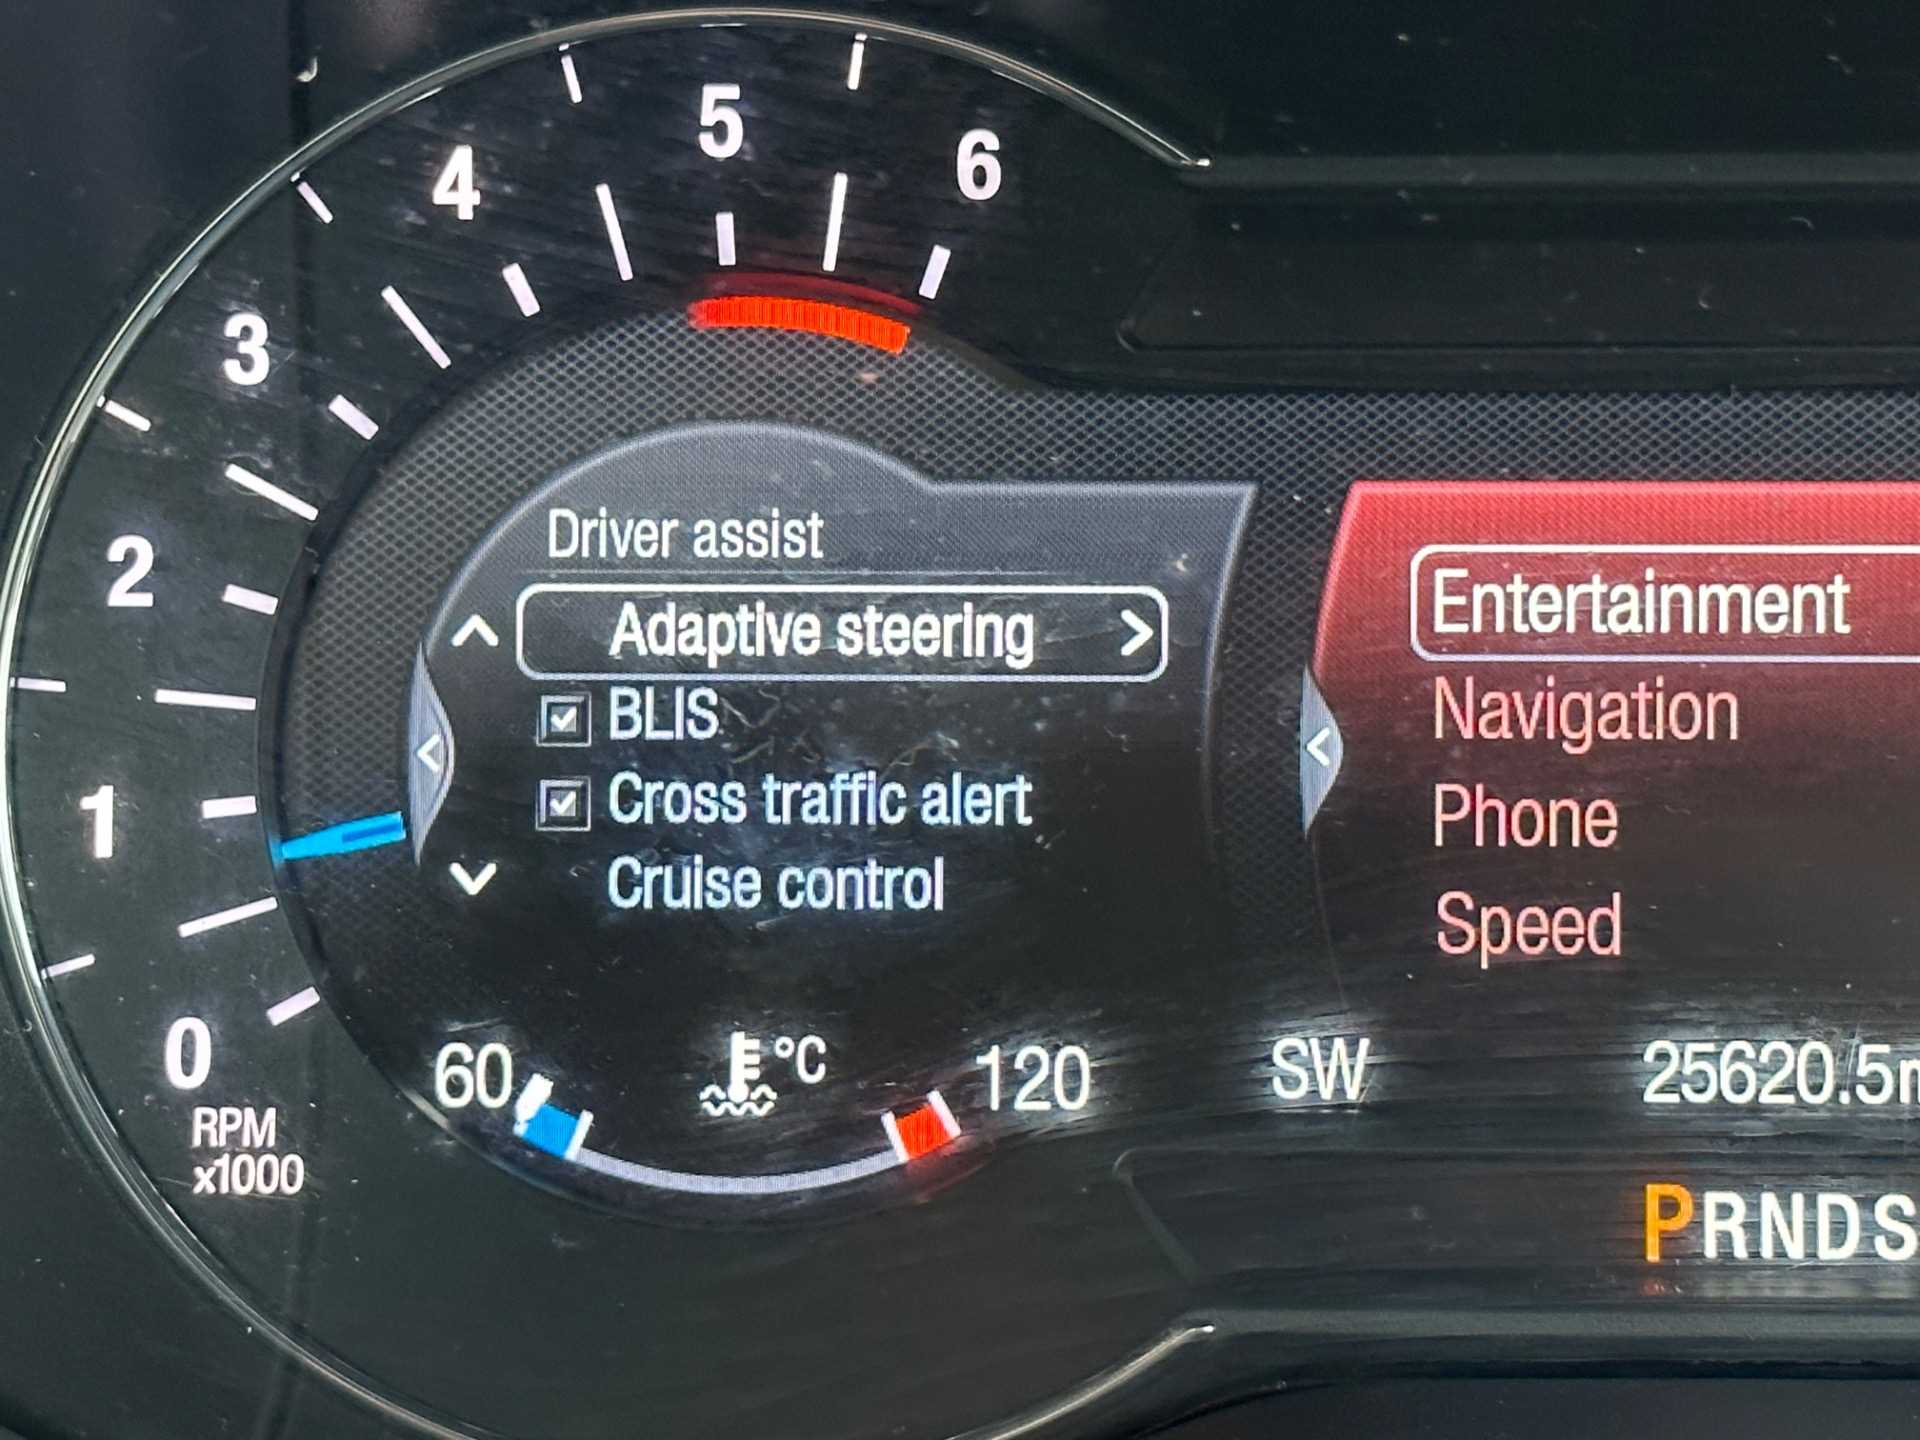 0
1
2
3
4
5
6
RPM
x1000
Driver assist
Adaptive steering
BLIS
Cross traffic alert
Cruise control
60
°C
120
Entertainment
Navigation
Phone
Speed
SW
25620.5m
PRNDS